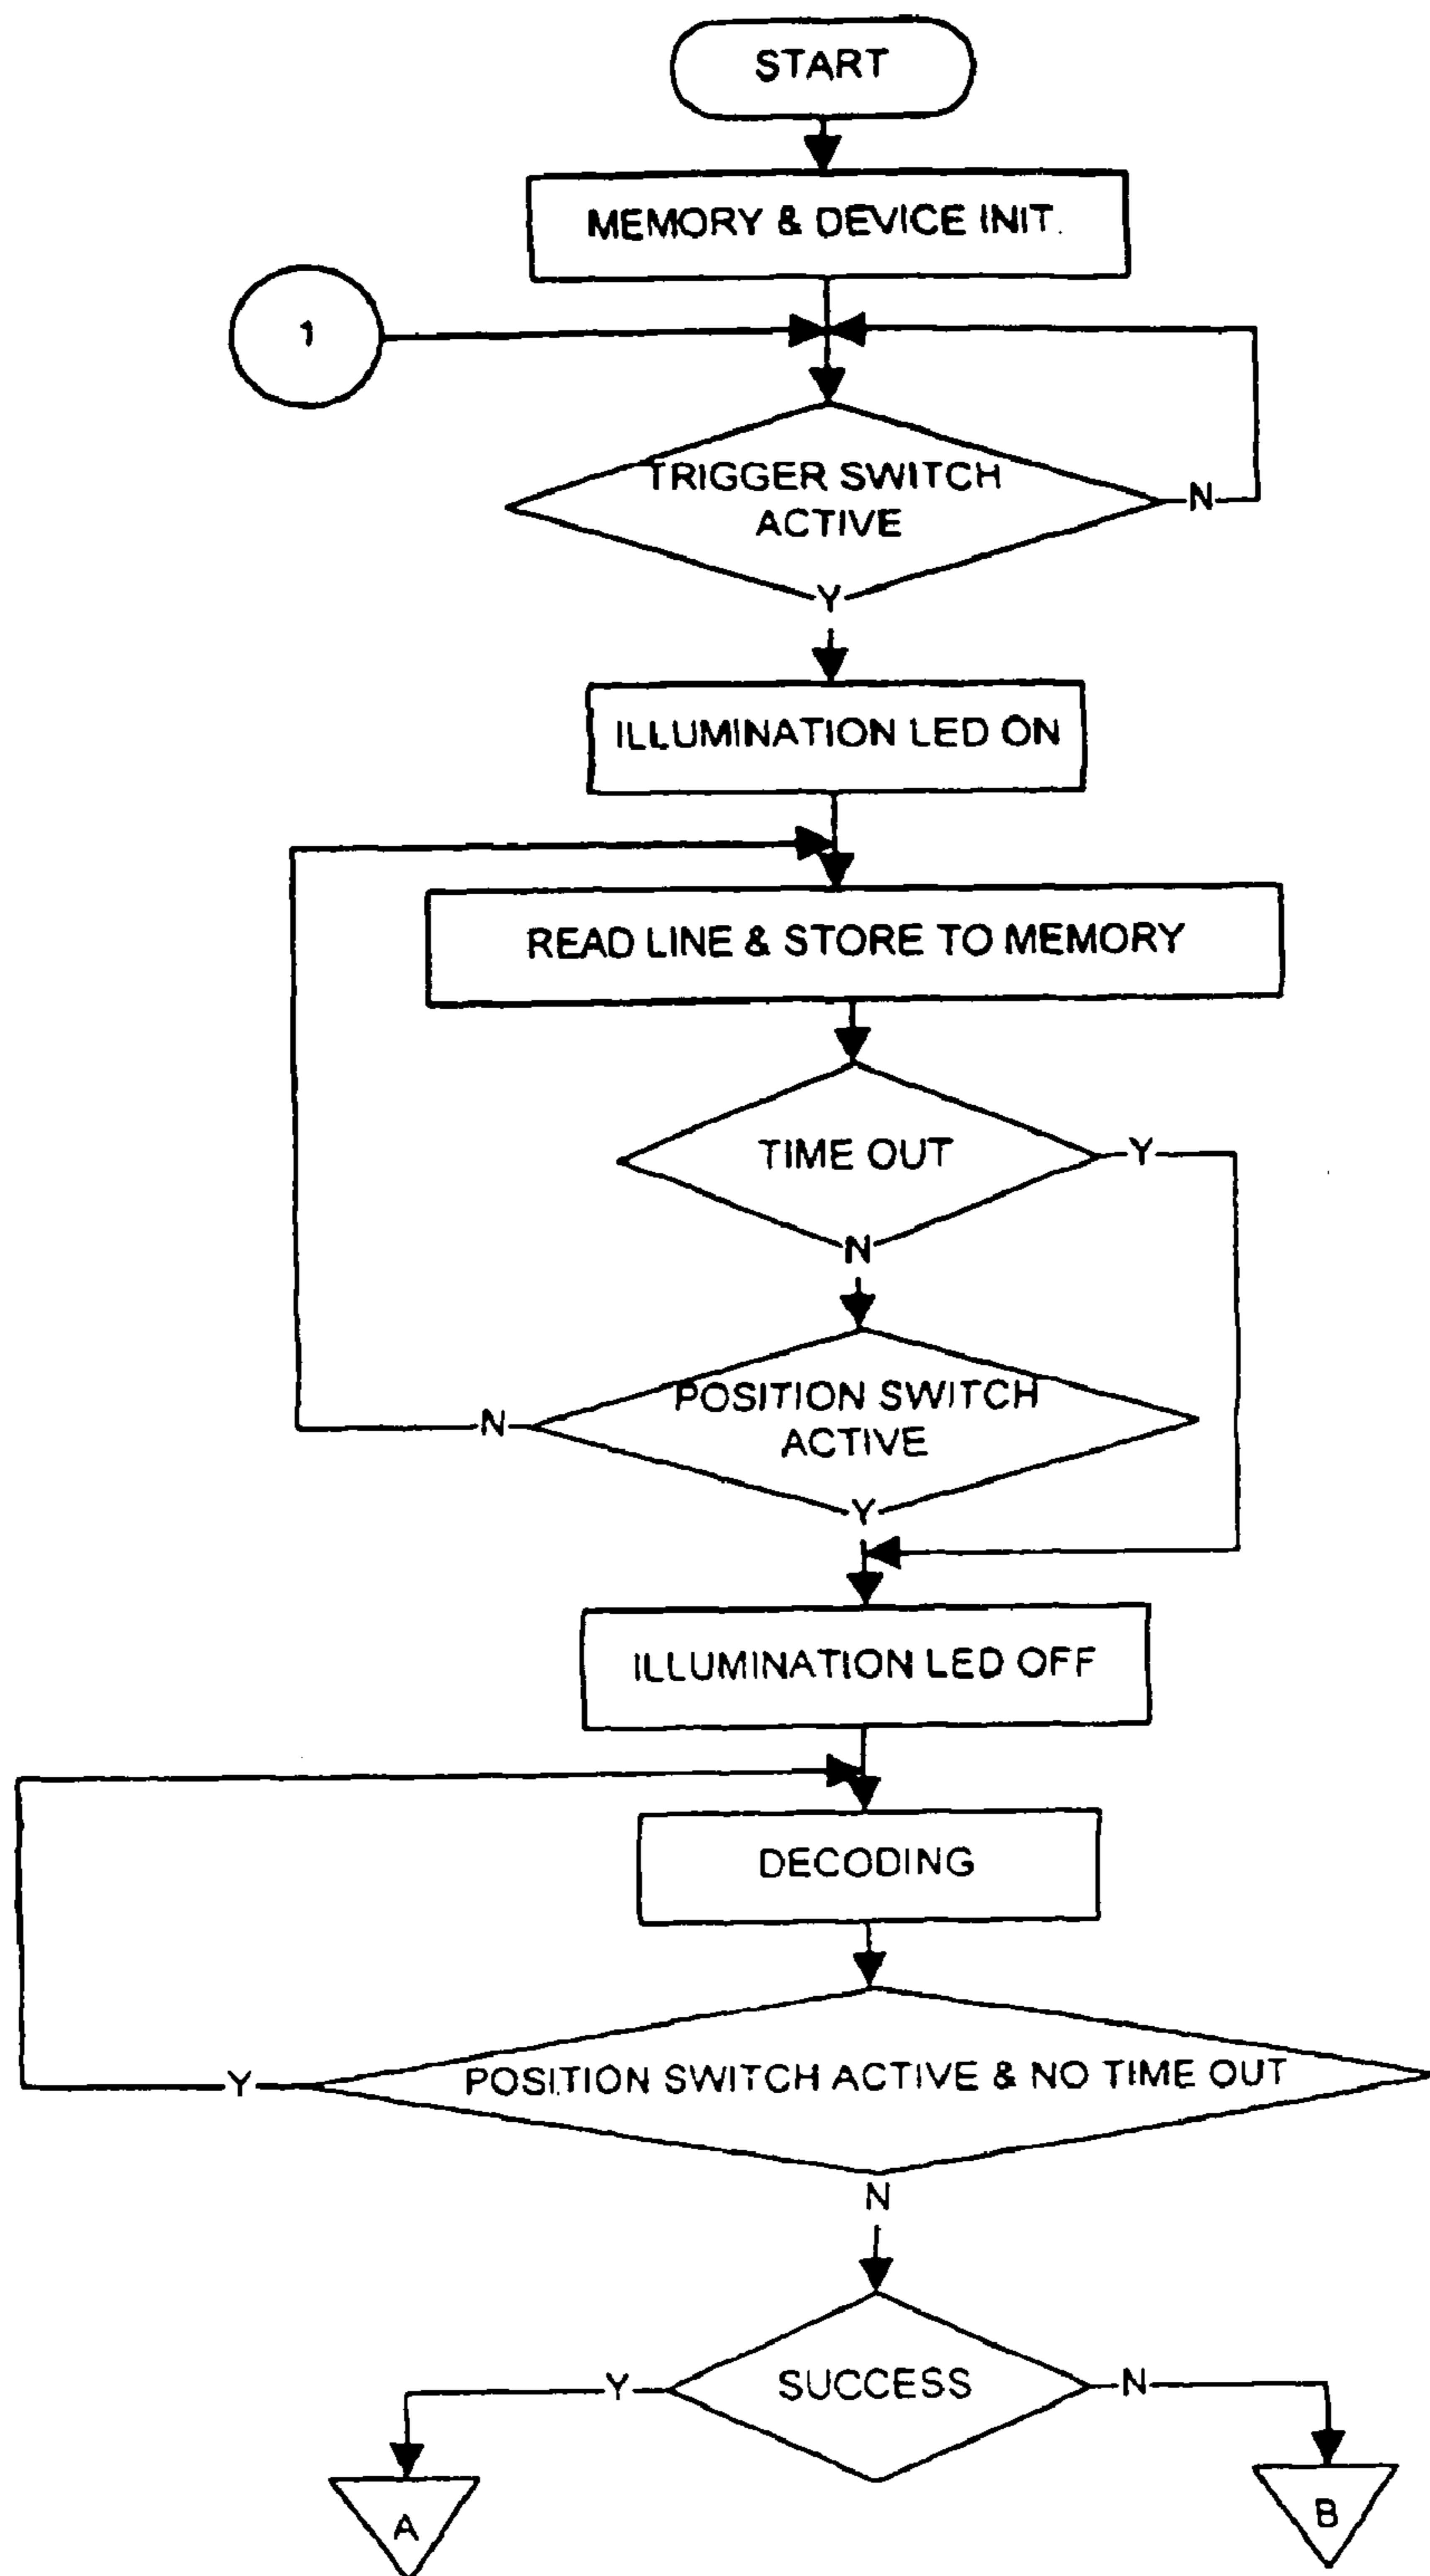 START
MEMORY & DEVICE INIT.
1
TRIGGER SWITCH
ACTIVE
N
Y
ILLUMINATION LED ON
READ LINE & STORE TO MEMORY
TIME OUT
Y
N
POSITION SWITCH
ACTIVE
N
Y
ILLUMINATION LED OFF
DECODING
POSITION SWITCH ACTIVE & NO TIME OUT
Y
N
SUCCESS
Y
N
A
B